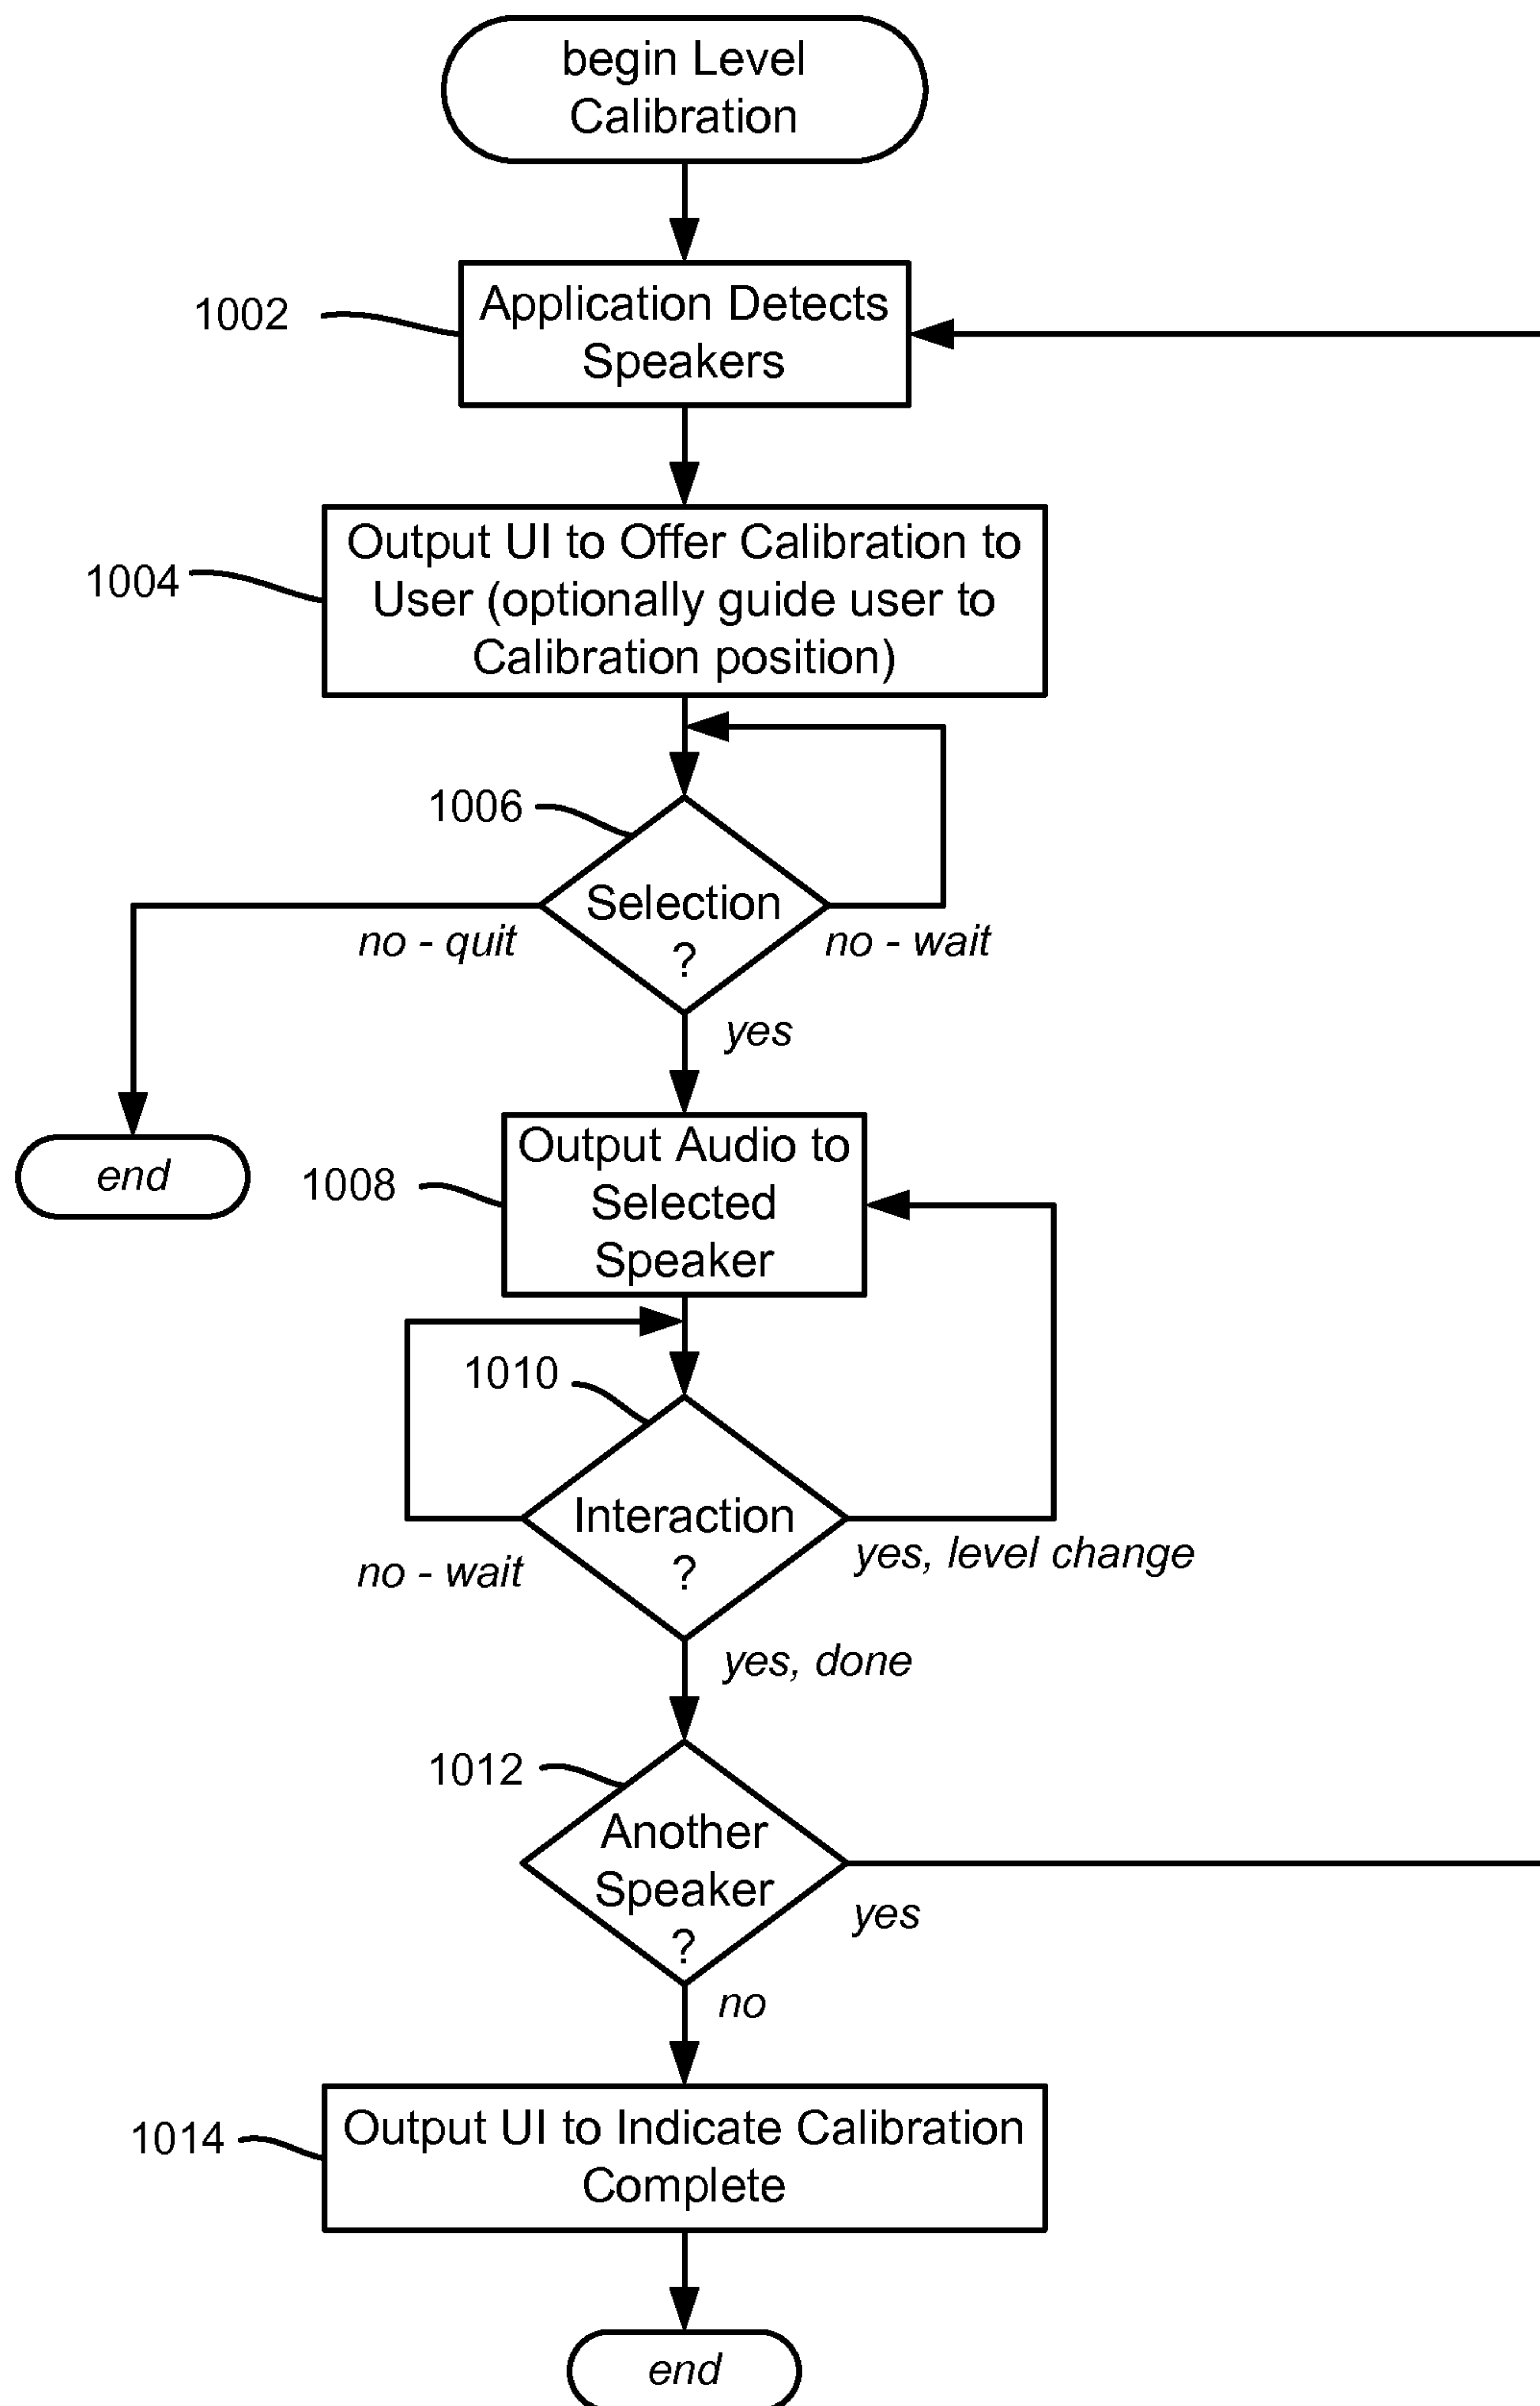 begin Level
Calibration
1002
Application Detects
Speakers
1004
Output UI to Offer Calibration to
User (optionally guide user to
Calibration position)
1006
Selection
?
no - quit
no - wait
yes
end
1008
Output Audio to
Selected
Speaker
1010
Interaction
?
no - wait
yes, level change
yes, done
1012
Another
Speaker
?
yes
no
1014
Output UI to Indicate Calibration
Complete
end